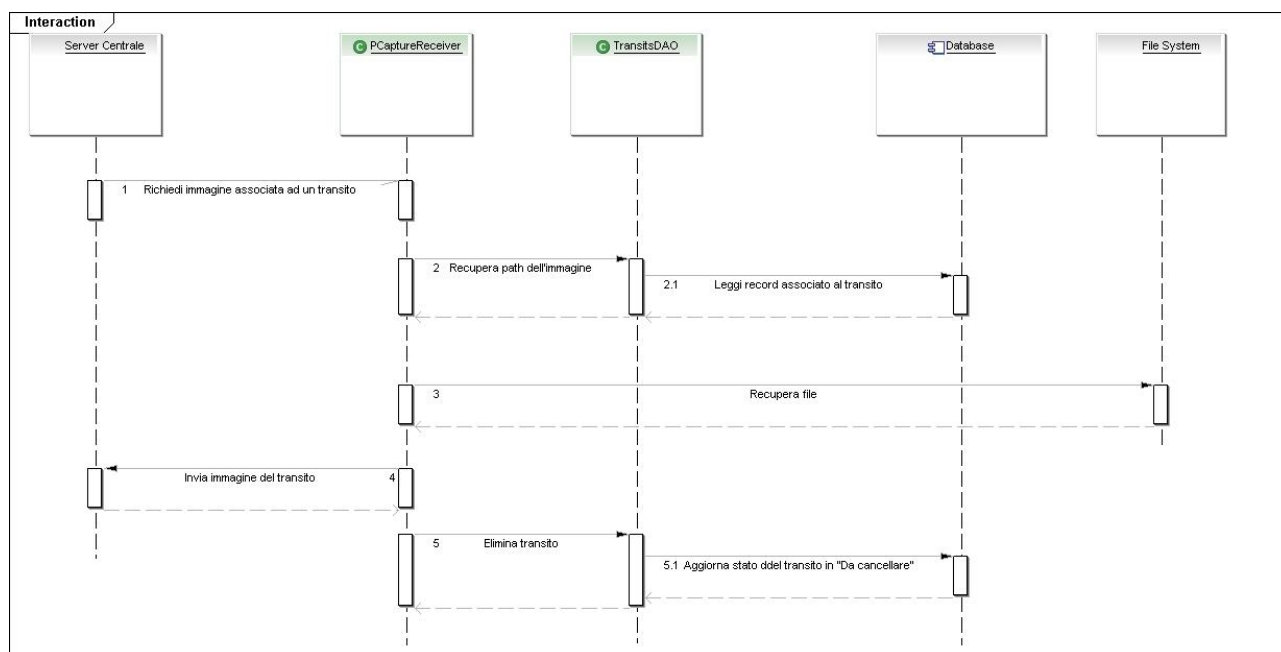 Interaction
Server Centrale
C PCaptureReceiver
C TransitsDAO
Database
File System
1 Richiedi immagine associata ad un transito
2 Recupera path dell'immagine
2.1 Leggi record associato al transito
3 Recupera file
Invia immagine del transito 4
5 Elimina transito
5.1 Aggiorna stato ddel transito in "Da cancellare"